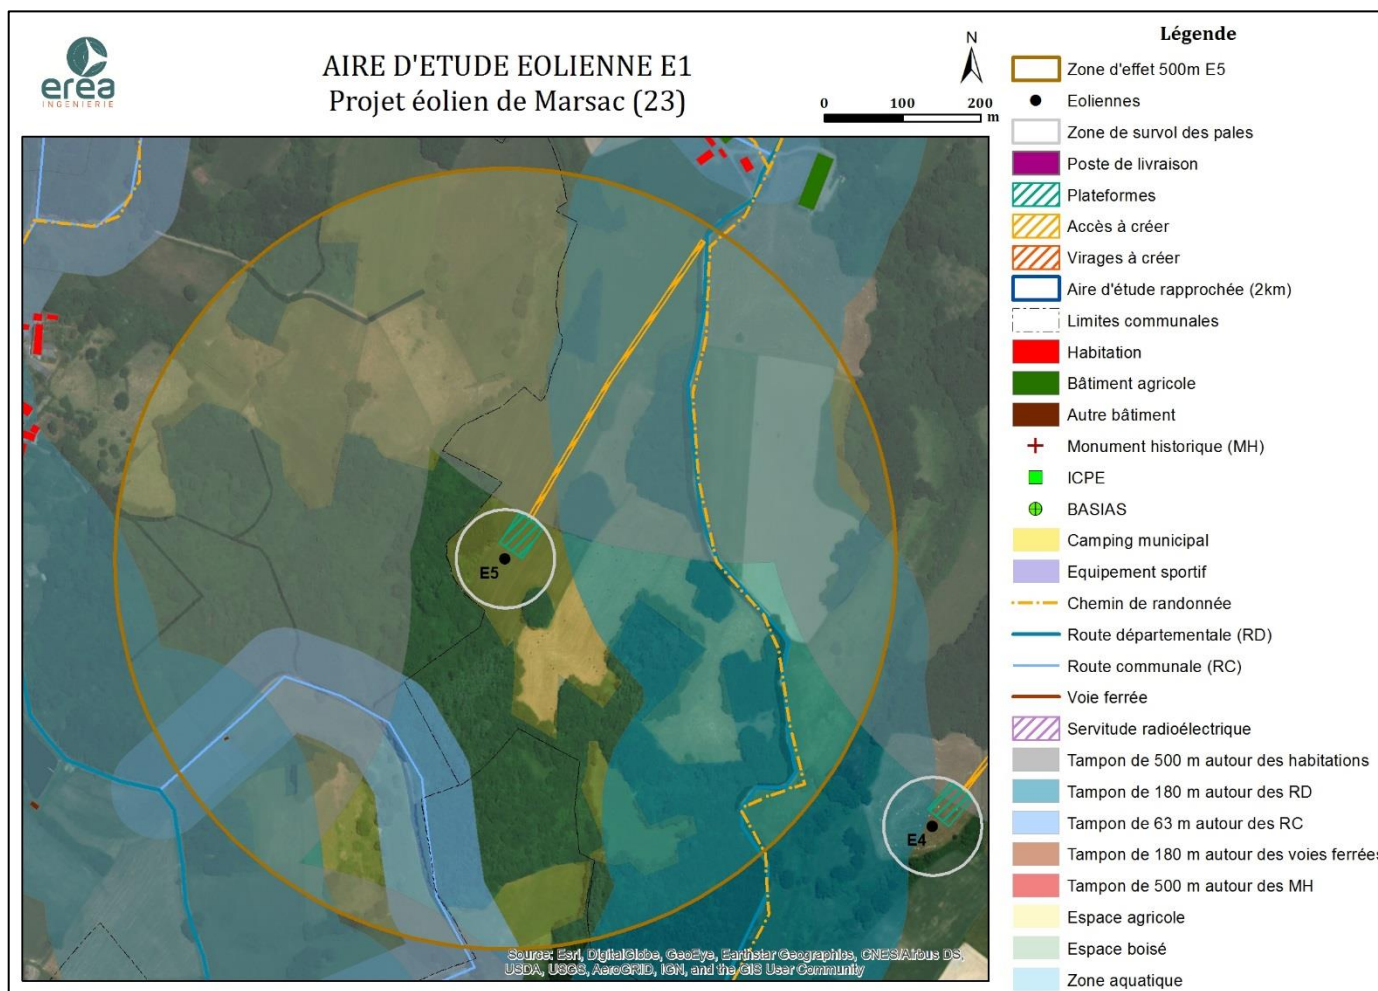 eréa
INGENIERIE
AIRE D'ETUDE EOLIENNE E1
Projet éolien de Marsac (23)
N
0 100 200
m
E5
E4
Source: Esri, DigitalGlobe, GeoEye, Earthstar Geographics, CNES/Airbus DS,
USDA, USGS, AeroGRID, IGN, and the GIS User Community
Légende
Zone d'effet 500m E5
Eoliennes
Zone de survol des pales
Poste de livraison
Plateformes
Accès à créer
Virages à créer
Aire d'étude rapprochée (2km)
Limites communales
Habitation
Bâtiment agricole
Autre bâtiment
Monument historique (MH)
ICPE
BASIAS
Camping municipal
Equipement sportif
Chemin de randonnée
Route départementale (RD)
Route communale (RC)
Voie ferrée
Servitude radioélectrique
Tampon de 500 m autour des habitations
Tampon de 180 m autour des RD
Tampon de 63 m autour des RC
Tampon de 180 m autour des voies ferrées
Tampon de 500 m autour des MH
Espace agricole
Espace boisé
Zone aquatique